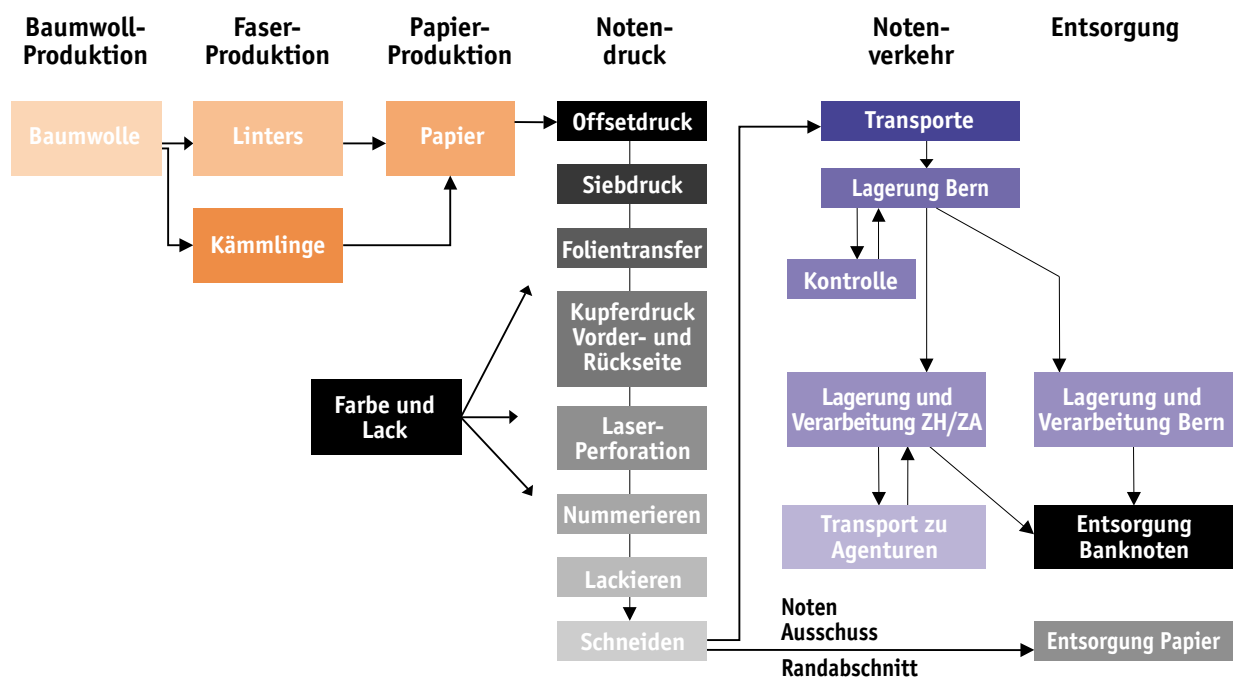 Baumwoll-
Produktion
Faser-
Produktion
Papier-
Produktion
Noten-
druck
Noten-
verkehr
Entsorgung
Baumwolle
Linters
Papier
Kämmlinge
Farbe und
Lack
Offsetdruck
Siebdruck
Folientransfer
Kupferdruck
Vorder- und
Rückseite
Laser-
Perforation
Nummerieren
Lackieren
Schneiden
Transporte
Lagerung Bern
Kontrolle
Lagerung und
Verarbeitung ZH/ZA
Transport zu
Agenturen
Lagerung und
Verarbeitung Bern
Entsorgung
Banknoten
Noten
Ausschuss
Randabschnitt
Entsorgung Papier